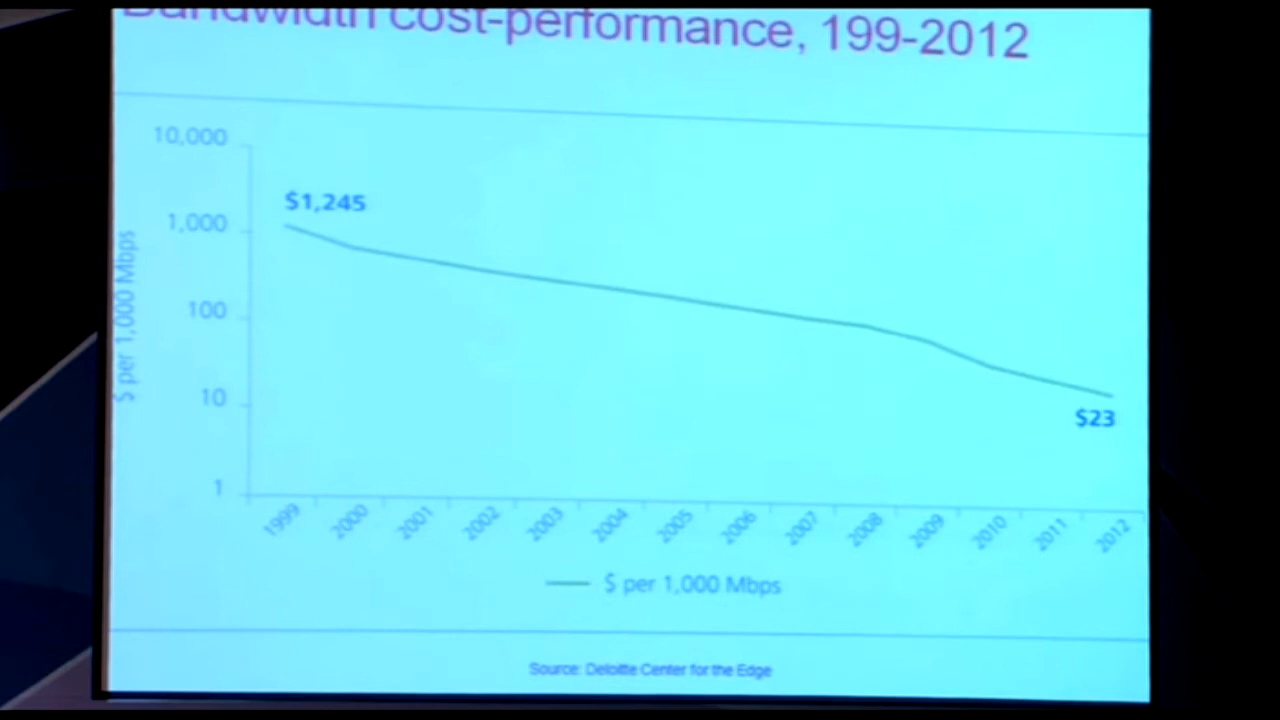 Bandwidth cost-performance, 199-2012
10,000
$1,245
1,000
100
10
$23
1
$ per 1,000 Mbps
1999 2000 2001 2002 2003 2004 2005 2006 2007 2008 2009 2010 2011 2012
$ per 1,000 Mbps
Source: Deloitte Center for the Edge